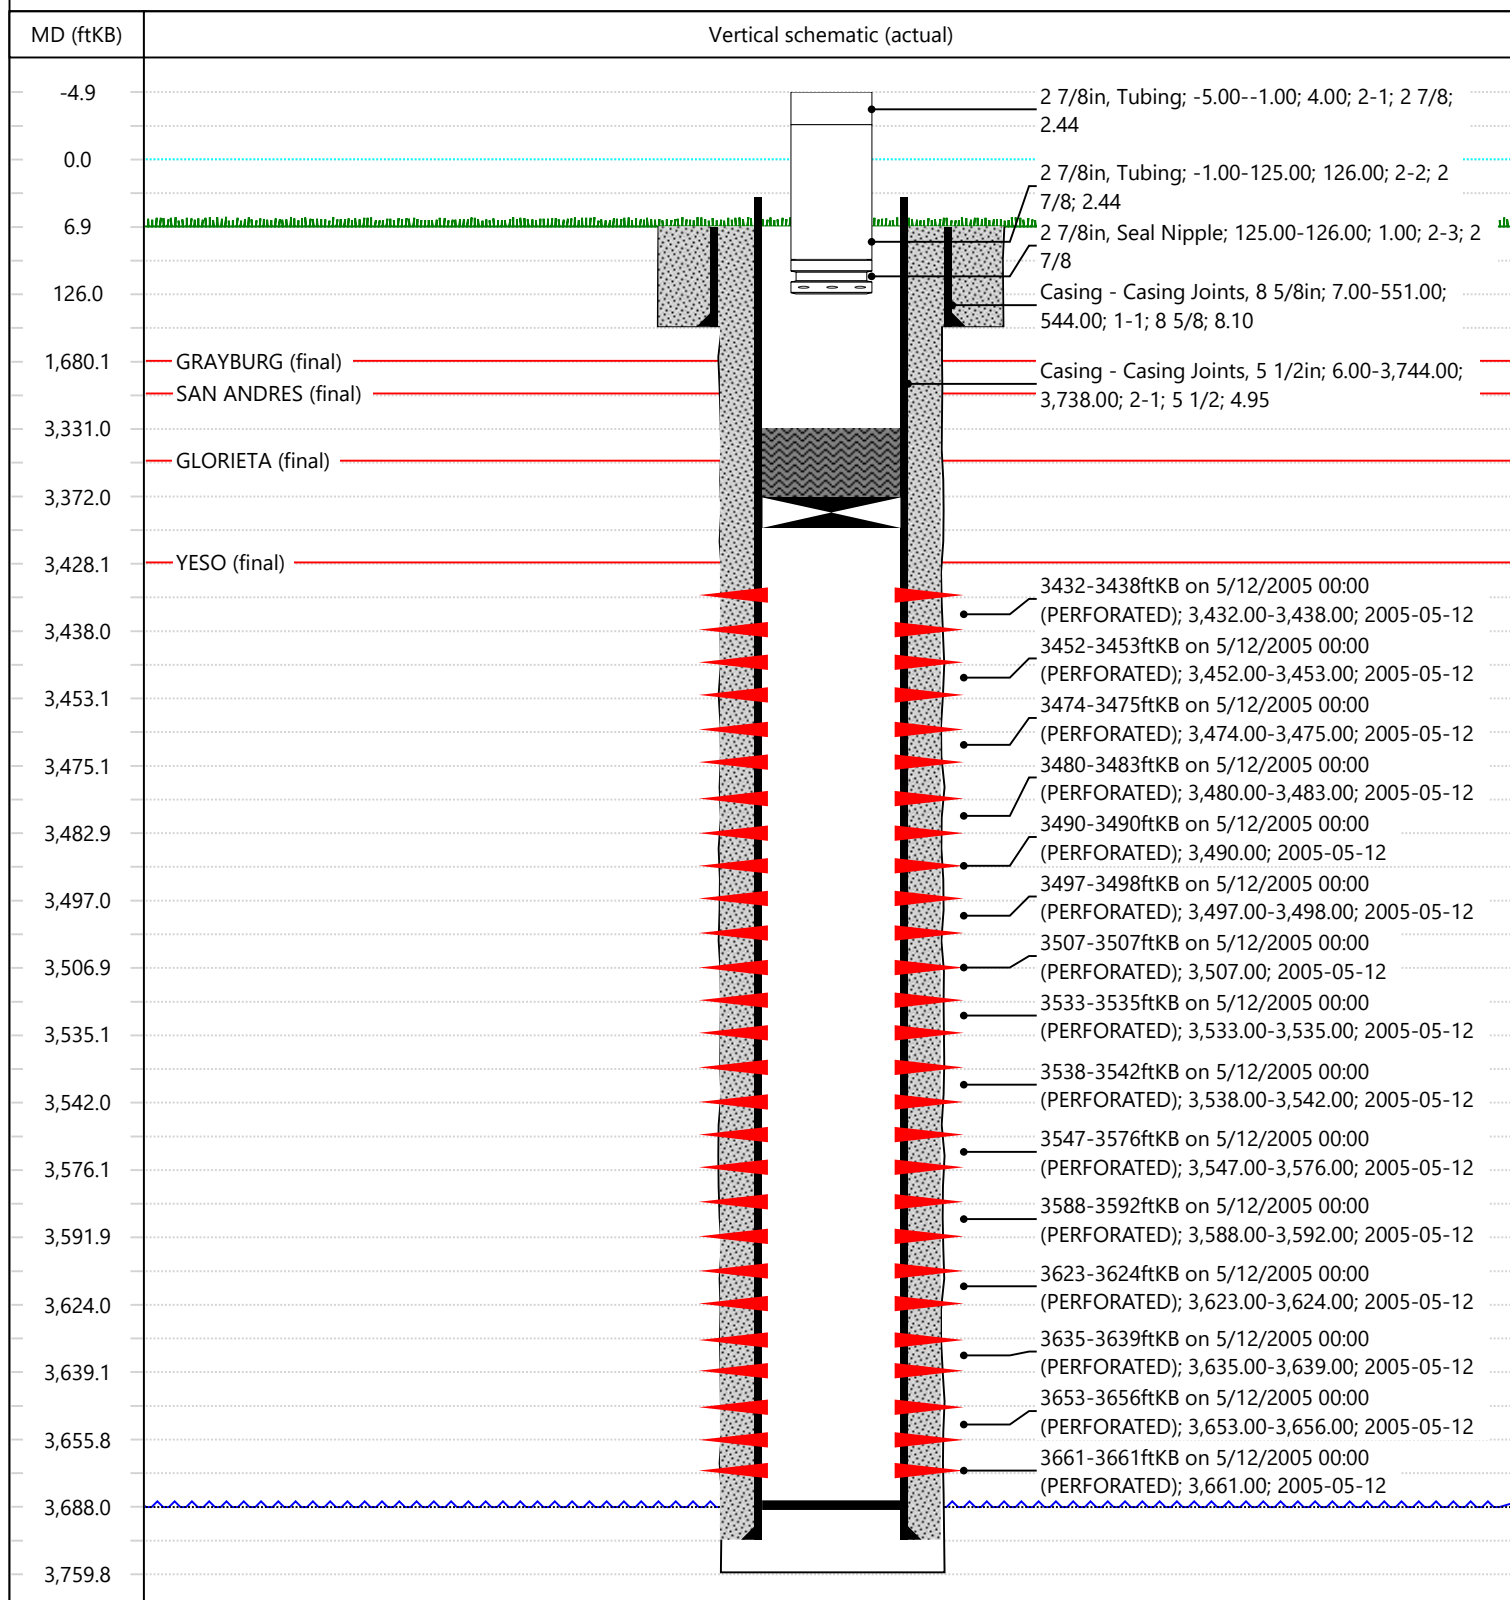 MD (ftKB)
Vertical schematic (actual)
-4.9
2 7/8in, Tubing; -5.00--1.00; 4.00; 2-1; 2 7/8;
2.44
0.0
2 7/8in, Tubing; -1.00-125.00; 126.00; 2-2; 2
7/8; 2.44
6.9
2 7/8in, Seal Nipple; 125.00-126.00; 1.00; 2-3; 2
7/8
126.0
Casing - Casing Joints, 8 5/8in; 7.00-551.00;
544.00; 1-1; 8 5/8; 8.10
1,680.1
GRAYBURG (final)
Casing - Casing Joints, 5 1/2in; 6.00-3,744.00;
3,738.00; 2-1; 5 1/2; 4.95
SAN ANDRES (final)
3,331.0
GLORIETA (final)
3,372.0
3,428.1
YESO (final)
3432-3438ftKB on 5/12/2005 00:00
(PERFORATED); 3,432.00-3,438.00; 2005-05-12
3,438.0
3452-3453ftKB on 5/12/2005 00:00
(PERFORATED); 3,452.00-3,453.00; 2005-05-12
3,453.1
3474-3475ftKB on 5/12/2005 00:00
(PERFORATED); 3,474.00-3,475.00; 2005-05-12
3,475.1
3480-3483ftKB on 5/12/2005 00:00
(PERFORATED); 3,480.00-3,483.00; 2005-05-12
3,482.9
3490-3490ftKB on 5/12/2005 00:00
(PERFORATED); 3,490.00; 2005-05-12
3,497.0
3497-3498ftKB on 5/12/2005 00:00
(PERFORATED); 3,497.00-3,498.00; 2005-05-12
3,506.9
3507-3507ftKB on 5/12/2005 00:00
(PERFORATED); 3,507.00; 2005-05-12
3533-3535ftKB on 5/12/2005 00:00
(PERFORATED); 3,533.00-3,535.00; 2005-05-12
3,535.1
3538-3542ftKB on 5/12/2005 00:00
(PERFORATED); 3,538.00-3,542.00; 2005-05-12
3,542.0
3547-3576ftKB on 5/12/2005 00:00
(PERFORATED); 3,547.00-3,576.00; 2005-05-12
3,576.1
3588-3592ftKB on 5/12/2005 00:00
(PERFORATED); 3,588.00-3,592.00; 2005-05-12
3,591.9
3623-3624ftKB on 5/12/2005 00:00
(PERFORATED); 3,623.00-3,624.00; 2005-05-12
3,624.0
3635-3639ftKB on 5/12/2005 00:00
(PERFORATED); 3,635.00-3,639.00; 2005-05-12
3,639.1
3653-3656ftKB on 5/12/2005 00:00
(PERFORATED); 3,653.00-3,656.00; 2005-05-12
3,655.8
3661-3661ftKB on 5/12/2005 00:00
(PERFORATED); 3,661.00; 2005-05-12
3,688.0
3,759.8